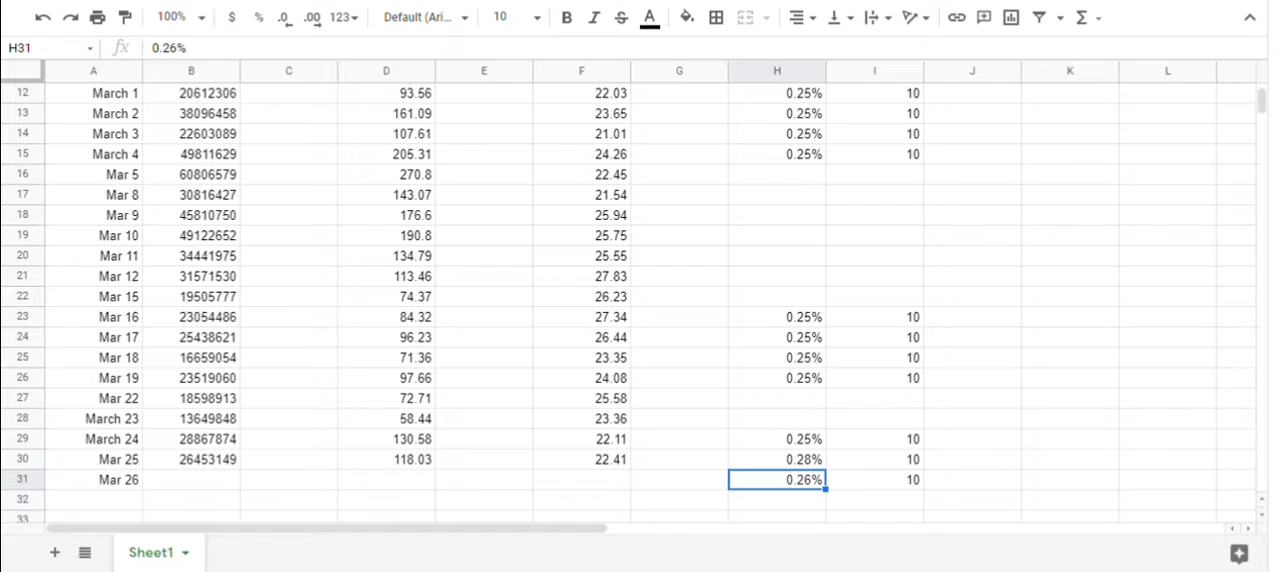 100% $ % .0 .00 123 Default (Ari... 10 B I S A Σ
H31 fx 0.26%
A B C D E F G H I J K L
12 March 1 20612306 93.56 22.03 0.25% 10
13 March 2 38096458 161.09 23.65 0.25% 10
14 March 3 22603089 107.61 21.01 0.25% 10
15 March 4 49811629 205.31 24.26 0.25% 10
16 Mar 5 60806579 270.8 22.45
17 Mar 8 30816427 143.07 21.54
18 Mar 9 45810750 176.6 25.94
19 Mar 10 49122652 190.8 25.75
20 Mar 11 34441975 134.79 25.55
21 Mar 12 31571530 113.46 27.83
22 Mar 15 19505777 74.37 26.23
23 Mar 16 23054486 84.32 27.34 0.25% 10
24 Mar 17 25438621 96.23 26.44 0.25% 10
25 Mar 18 16659054 71.36 23.35 0.25% 10
26 Mar 19 23519060 97.66 24.08 0.25% 10
27 Mar 22 18598913 72.71 25.58
28 March 23 13649848 58.44 23.36
29 March 24 28867874 130.58 22.11 0.25% 10
30 Mar 25 26453149 118.03 22.41 0.28% 10
31 Mar 26 0.26% 10
32
33
Sheet1